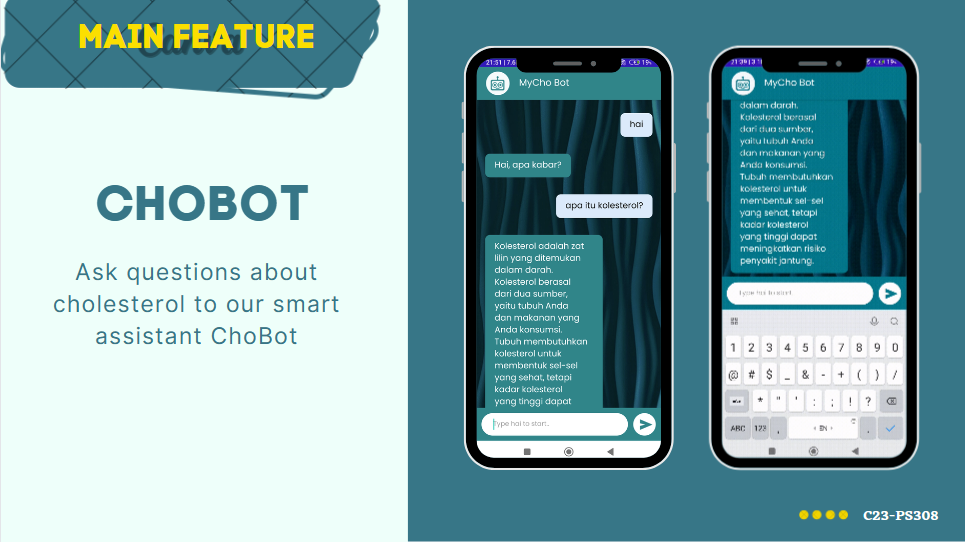 MAIN FEATURE
CHOBOT
Ask questions about
cholesterol to our smart
assistant ChoBot
21:51 | 7.6
MyCho Bot
hai
Hai, apa kabar?
apa itu kolesterol?
Kolesterol adalah zat
lilin yang ditemukan
dalam darah.
Kolesterol berasal
dari dua sumber,
yaitu tubuh Anda
dan makanan yang
Anda konsumsi.
Tubuh membutuhkan
kolesterol untuk
membentuk sel-sel
yang sehat, tetapi
kadar kolesterol
yang tinggi dapat
Type hai to start..
MyCho Bot
dalam darah.
Kolesterol berasal
dari dua sumber,
yaitu tubuh Anda
dan makanan yang
Anda konsumsi.
Tubuh membutuhkan
kolesterol untuk
membentuk sel-sel
yang sehat, tetapi
kadar kolesterol
yang tinggi dapat
meningkatkan risiko
penyakit jantung.
Type hai to start..
1 2 3 4 5 6 7 8 9 0
@ # $ _ & - + ( ) /
* " ' : ; ! ?
ABC 123 , EN .
C23-PS308